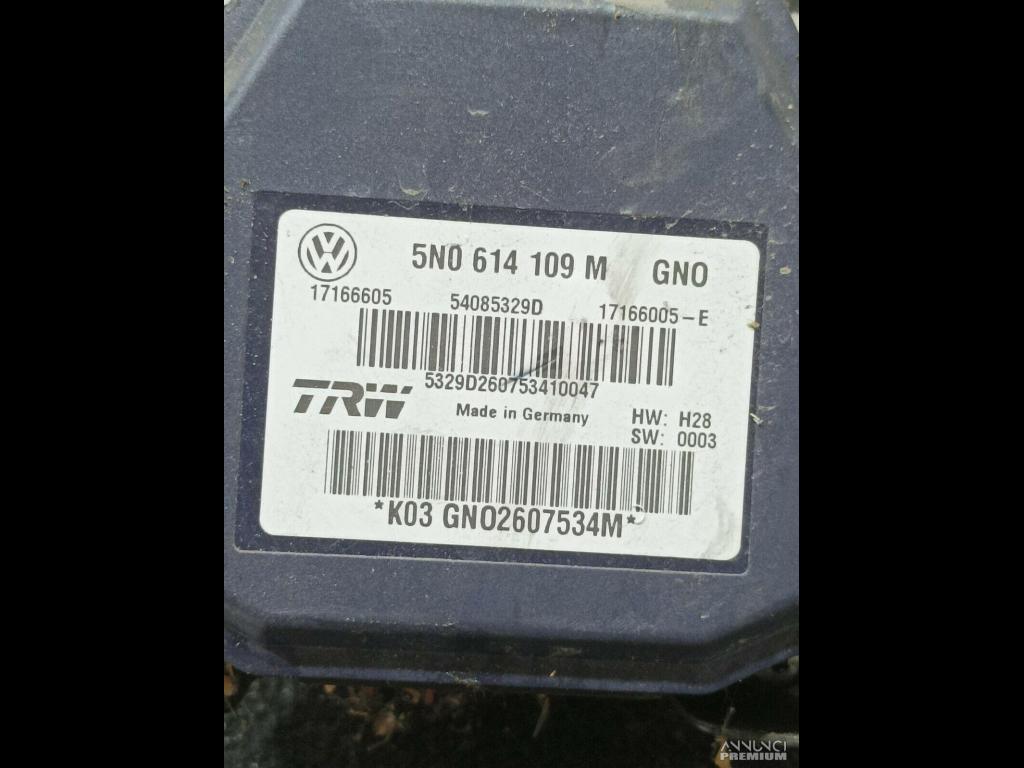 5N0 614 109 M GNO
17166605 54085329D 17166005-E
5329D260753410047
TRW Made in Germany HW: H28
SW: 0003
*K03 GNO2607534M*
ANNUNCI
PREMIUM